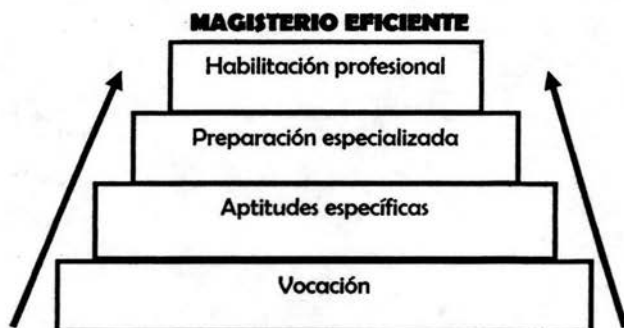 MAGISTERIO EFICIENTE
Habilitación profesional
Preparación especializada
Aptitudes específicas
Vocación